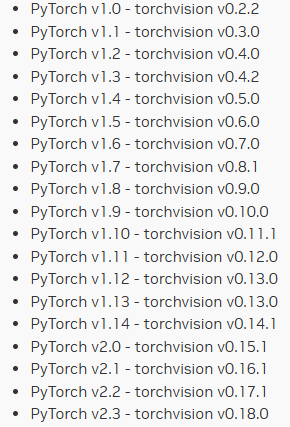 • PyTorch v1.0 - torchvision v0.2.2
• PyTorch v1.1 - torchvision v0.3.0
• PyTorch v1.2 - torchvision v0.4.0
• PyTorch v1.3 - torchvision v0.4.2
• PyTorch v1.4 - torchvision v0.5.0
• PyTorch v1.5 - torchvision v0.6.0
• PyTorch v1.6 - torchvision v0.7.0
• PyTorch v1.7 - torchvision v0.8.1
• PyTorch v1.8 - torchvision v0.9.0
• PyTorch v1.9 - torchvision v0.10.0
• PyTorch v1.10 - torchvision v0.11.1
• PyTorch v1.11 - torchvision v0.12.0
• PyTorch v1.12 - torchvision v0.13.0
• PyTorch v1.13 - torchvision v0.13.0
• PyTorch v1.14 - torchvision v0.14.1
• PyTorch v2.0 - torchvision v0.15.1
• PyTorch v2.1 - torchvision v0.16.1
• PyTorch v2.2 - torchvision v0.17.1
• PyTorch v2.3 - torchvision v0.18.0